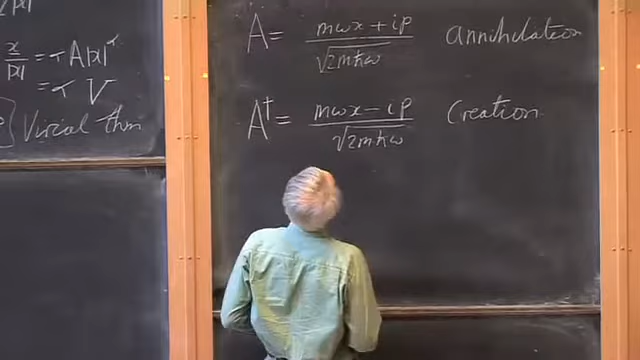 x/|x| = r A|x|^r
= r V
Virial thm
A = mωx + ip / √2mħω Annihilation
A† = mωx − ip / √2mħω Creation